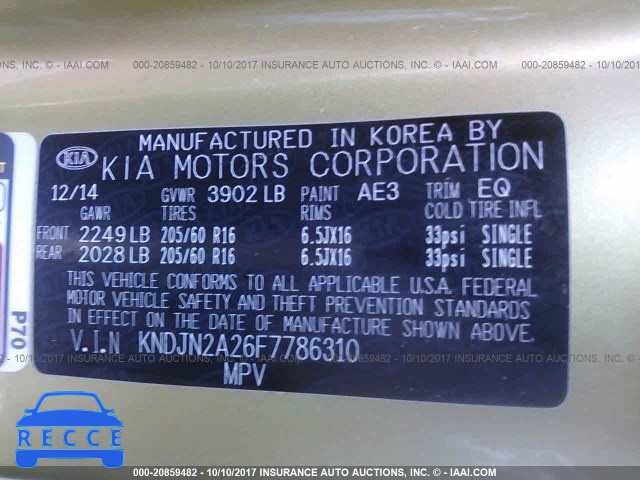 000-20859482 - 10/10/2017 INSURANCE AUTO AUCTIONS, INC. - © - IAAI.COM
MANUFACTURED IN KOREA BY
KIA KIA MOTORS CORPORATION
12/14 GVWR 3902 LB PAINT AE3 TRIM EQ
GAWR TIRES RIMS COLD TIRE INFL
FRONT 2249 LB 205/60 R16 6.5JX16 33psi SINGLE
REAR 2028 LB 205/60 R16 6.5JX16 33psi SINGLE
THIS VEHICLE CONFORMS TO ALL APPLICABLE U.S.A. FEDERAL
MOTOR VEHICLE SAFETY AND THEFT PREVENTION STANDARDS
IN EFFECT ON THE DATE OF MANUFACTURE SHOWN ABOVE.
V.I.N KNDJN2A26F7786310
MPV
P70
RECCE
000-20859482 - 10/10/2017 INSURANCE AUTO AUCTIONS, INC. - © - IAAI.COM